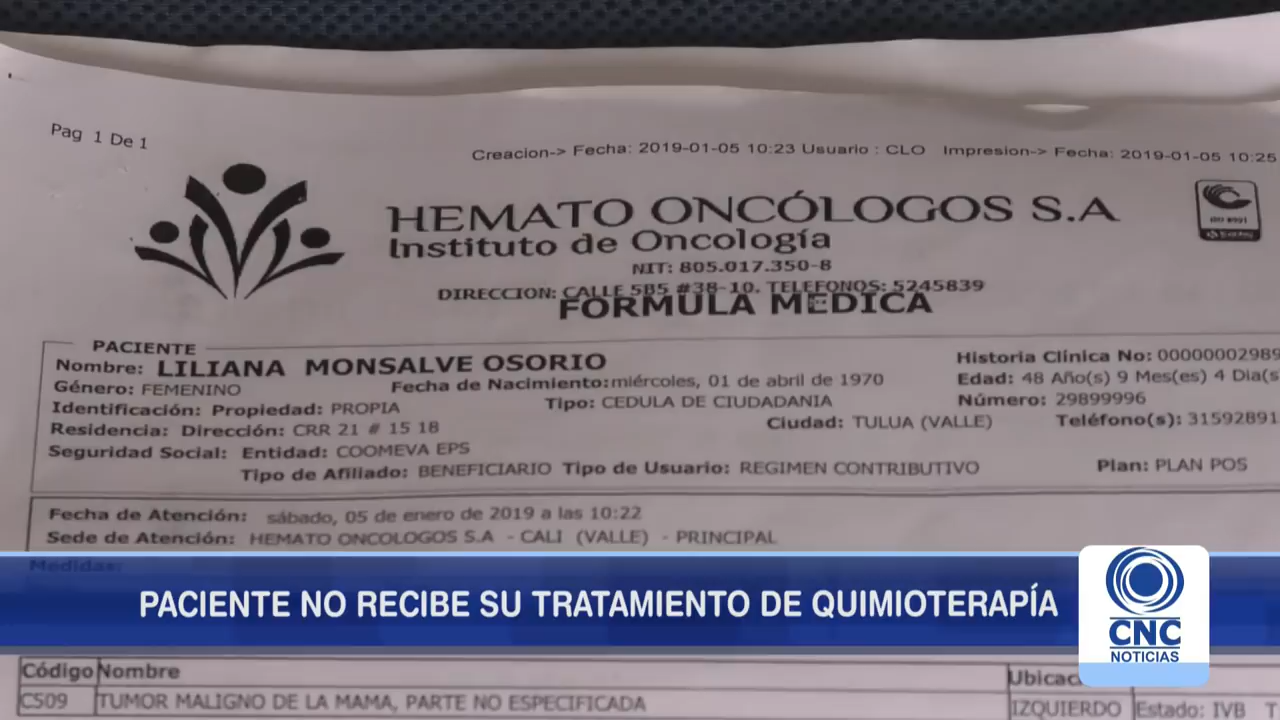 Pag 1 De 1
Creacion-> Fecha: 2019-01-05 10:23 Usuario : CLO Impresion-> Fecha: 2019-01-05 10:25
HEMATO ONCÓLOGOS S.A
Instituto de Oncología
NIT: 805.017.350-8
DIRECCION: CALLE 5B5 #38-10. TELEFONOS: 5245839
FORMULA MEDICA
PACIENTE
Nombre: LILIANA MONSALVE OSORIO Historia Clínica No: 00000002989
Género: FEMENINO Fecha de Nacimiento:miércoles, 01 de abril de 1970 Edad: 48 Año(s) 9 Mes(es) 4 Dia(s
Identificación: Propiedad: PROPIA Tipo: CEDULA DE CIUDADANIA Número: 29899996
Residencia: Dirección: CRR 21 # 15 18 Ciudad: TULUA (VALLE) Teléfono(s): 31592891
Seguridad Social: Entidad: COOMEVA EPS
Tipo de Afiliado: BENEFICIARIO Tipo de Usuario: REGIMEN CONTRIBUTIVO Plan: PLAN POS
Fecha de Atención: sábado, 05 de enero de 2019 a las 10:22
Sede de Atención: HEMATO ONCOLOGOS S.A - CALI (VALLE) - PRINCIPAL
Medidas:
PACIENTE NO RECIBE SU TRATAMIENTO DE QUIMIOTERAPÍA
CNC
NOTICIAS
Código Nombre
C509 TUMOR MALIGNO DE LA MAMA, PARTE NO ESPECIFICADA IZQUIERDO Estado: IVB T